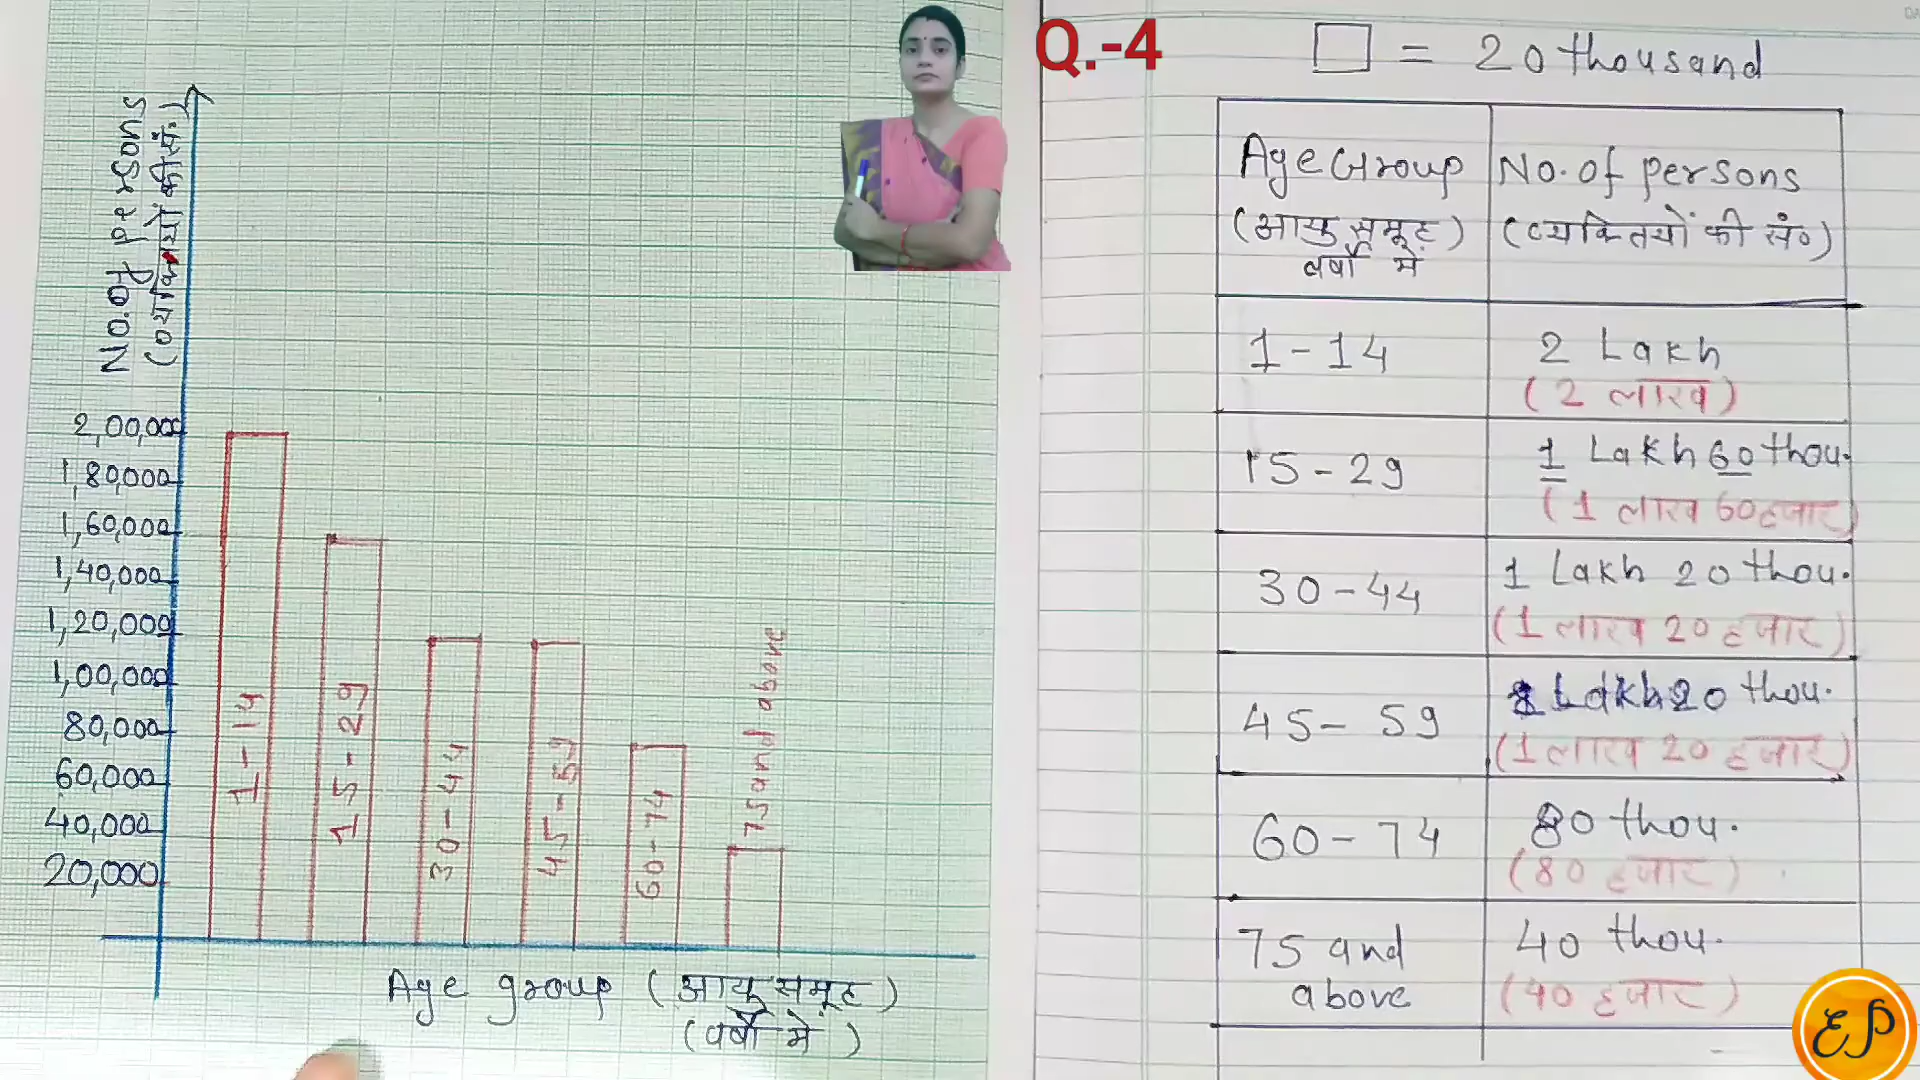 No. of persons
(व्यक्तियों की सं०)
2,00,000
1,80,000
1,60,000
1,40,000
1,20,000
1,00,000
80,000
60,000
40,000
20,000
1-14
15-29
30-44
45-59
60-74
75 and above
Age group (आयु समूह)
(वर्षों में)
Q.-4
□ = 20 thousand
Age Group No. of persons
(आयु समूह) (व्यक्तियों की सं०)
वर्षों में
1-14 2 Lakh
(2 लाख)
15-29 1 Lakh 60 thou.
(1 लाख 60 हजार)
30-44 1 Lakh 20 thou.
(1 लाख 20 हजार)
45-59 1 Lakh 20 thou.
(1 लाख 20 हजार)
60-74 80 thou.
(80 हजार)
75 and 40 thou.
above (40 हजार)
EP